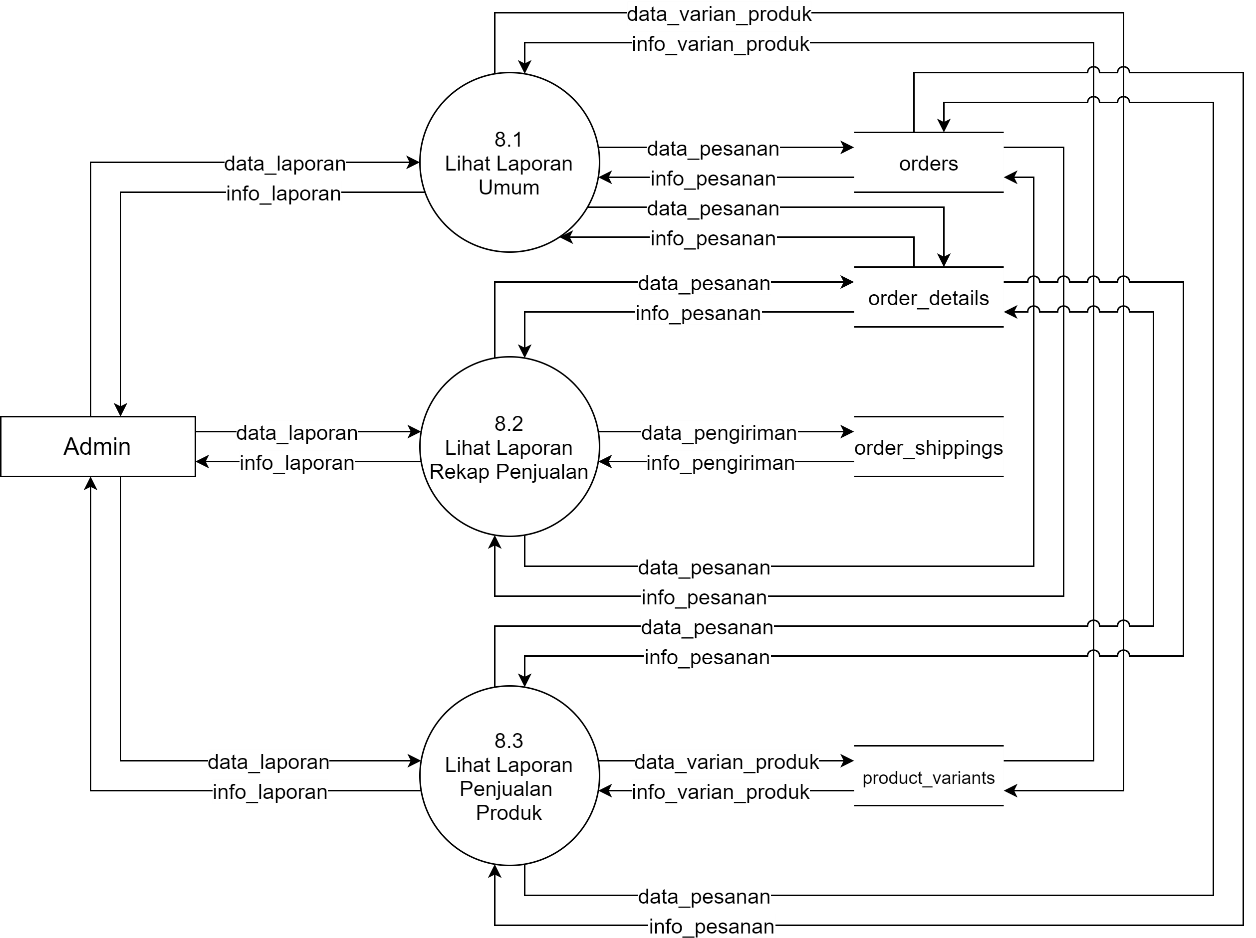 data_varian_produk
info_varian_produk
8.1
Lihat Laporan
Umum
data_laporan
info_laporan
data_pesanan
info_pesanan
orders
data_pesanan
info_pesanan
data_pesanan
info_pesanan
order_details
Admin
data_laporan
info_laporan
8.2
Lihat Laporan
Rekap Penjualan
data_pengiriman
info_pengiriman
order_shippings
data_pesanan
info_pesanan
data_pesanan
info_pesanan
8.3
Lihat Laporan
Penjualan
Produk
data_laporan
info_laporan
data_varian_produk
info_varian_produk
product_variants
data_pesanan
info_pesanan